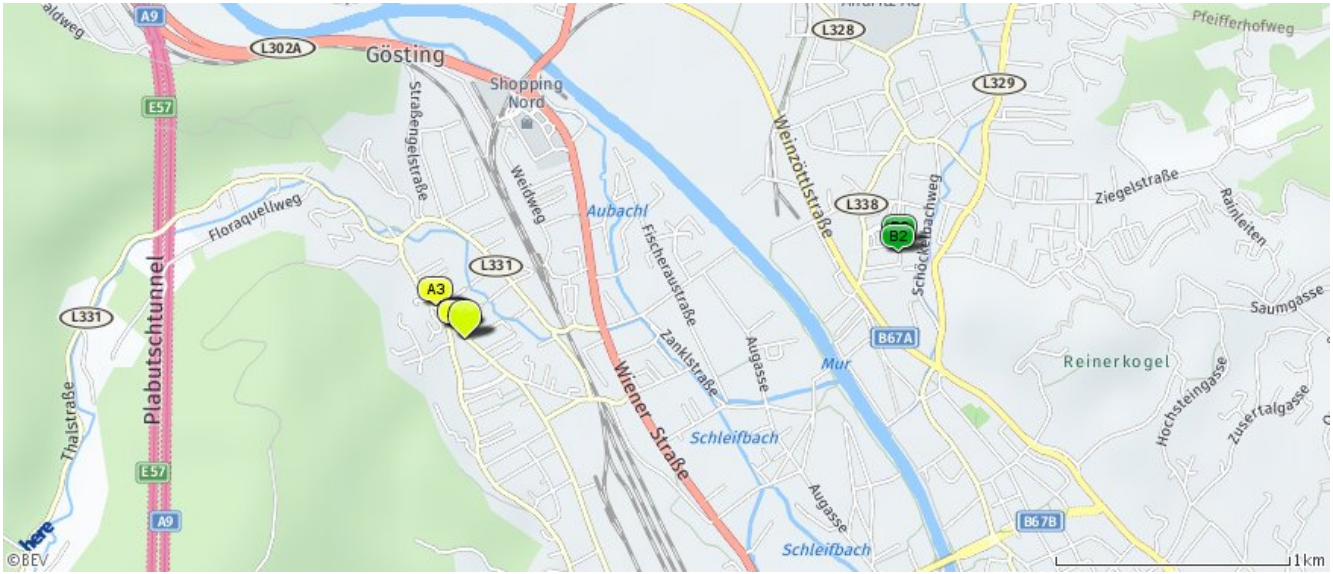 A9
L302A
Gösting
L328
Pfeifferhofweg
L329
Shopping
Nord
E57
Straßengelstraße
Weidweg
Weinzöttlstraße
Ziegelstraße
Rainleiten
L338
Schöckelbachweg
B2
Floraquellweg
Aubachl
Fischeraustraße
L331
A3
L331
Saumgasse
Plabutschtunnel
Zanklstraße
Augasse
Mur
B67A
Reinerkogel
Thalstraße
Wiener Straße
Hochsteingasse
Zusertalgasse
Schleifbach
E57
Augasse
A9
B67B
here
Schleifbach
©BEV
1km